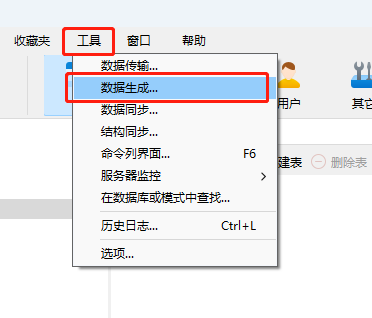 收藏夹 工具 窗口 帮助
数据传输...
数据生成...
用户
数据同步...
结构同步...
命令列界面... F6
建表 删除表
服务器监控
在数据库或模式中查找...
历史日志... Ctrl+L
选项...